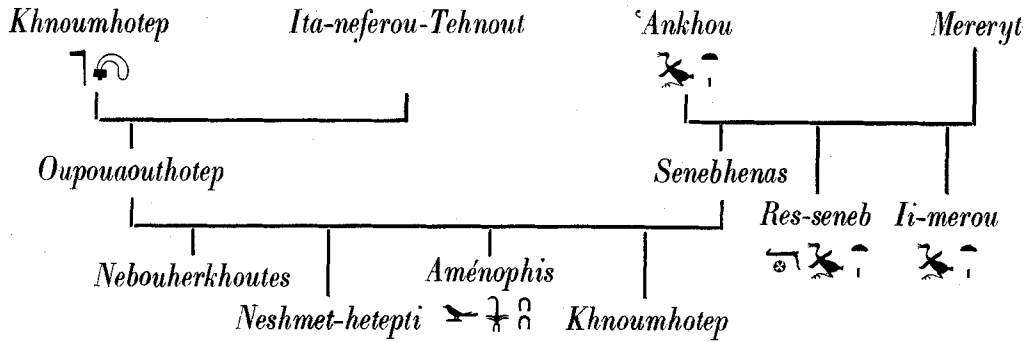 Khnoumhotep Ita-neferou-Tehnout ʿAnkhou Mereryt
Oupouaouthotep Senebhenas
Res-seneb Ii-merou
Nebouherkhoutes Aménophis
Neshmet-hetepti Khnoumhotep